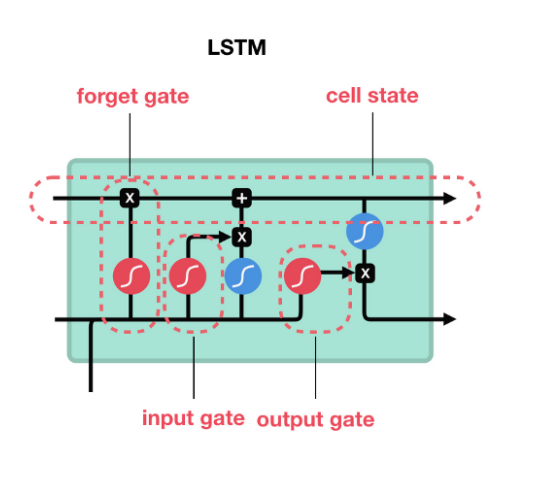 LSTM
forget gate
cell state
x
+
x
x
input gate
output gate